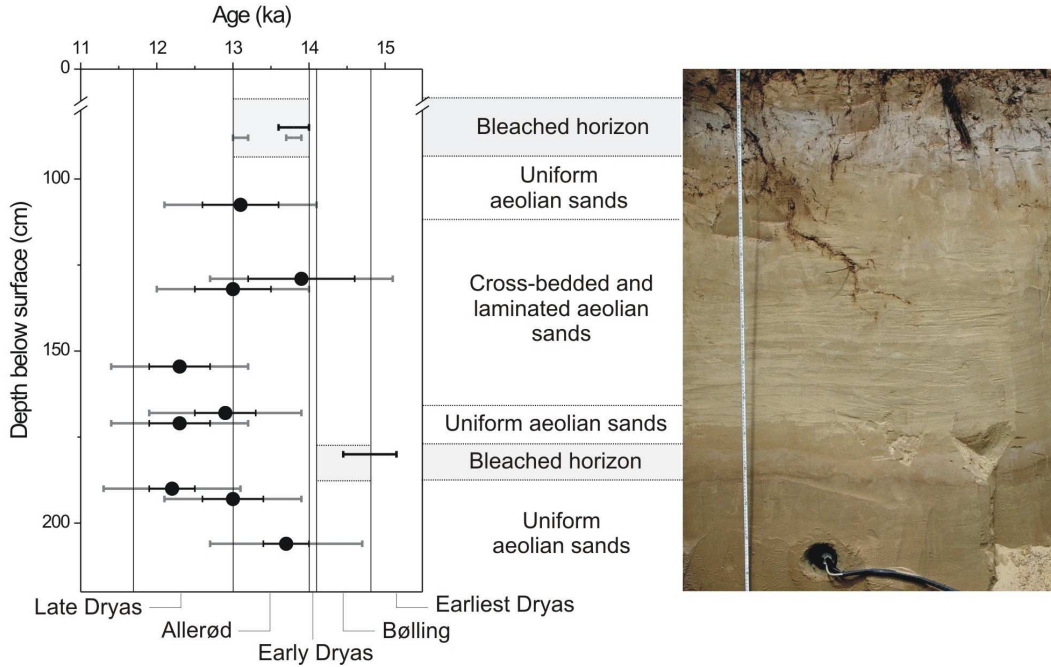 Age (ka)
11 12 13 14 15
0
100
150
200
Depth below surface (cm)
Bleached horizon
Uniform
aeolian sands
Cross-bedded and
laminated aeolian
sands
Uniform aeolian sands
Bleached horizon
Uniform
aeolian sands
Late Dryas
Earliest Dryas
Allerød
Bølling
Early Dryas